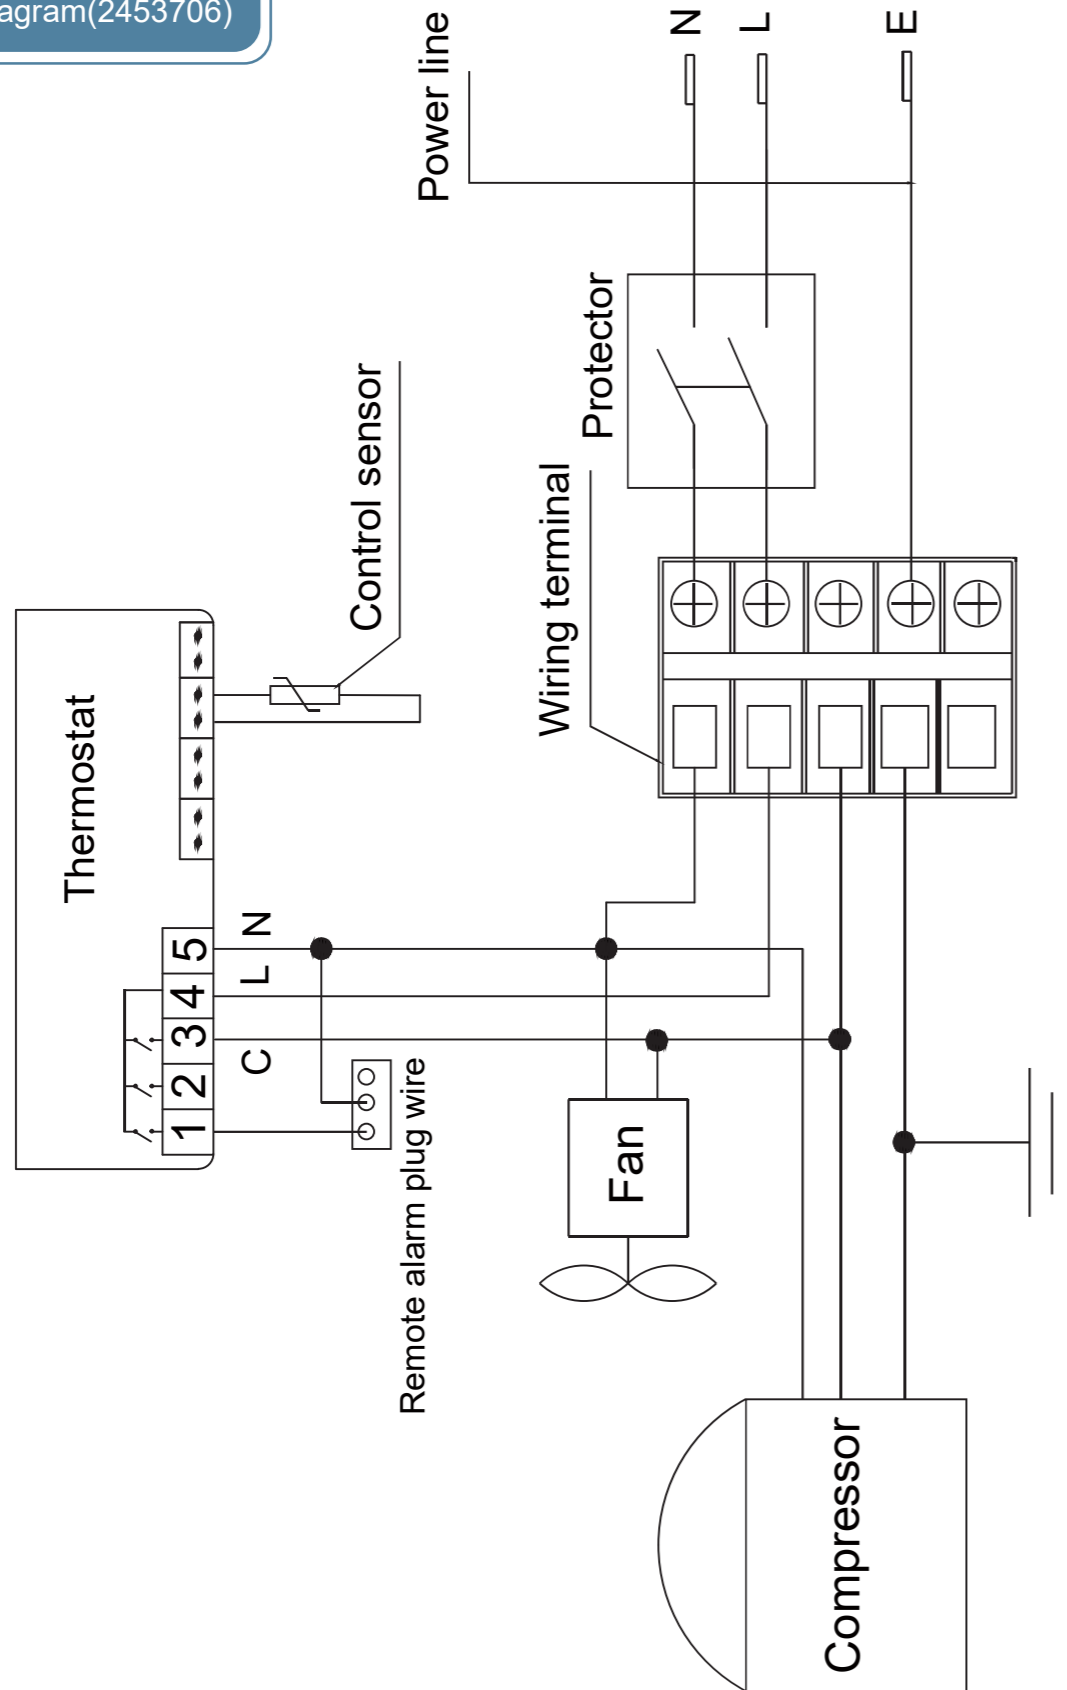 agram(2453706)
Power line
N
L
E
Protector
Control sensor
Wiring terminal
Thermostat
5
4
3
2
1
N
L
C
Remote alarm plug wire
Fan
Compressor